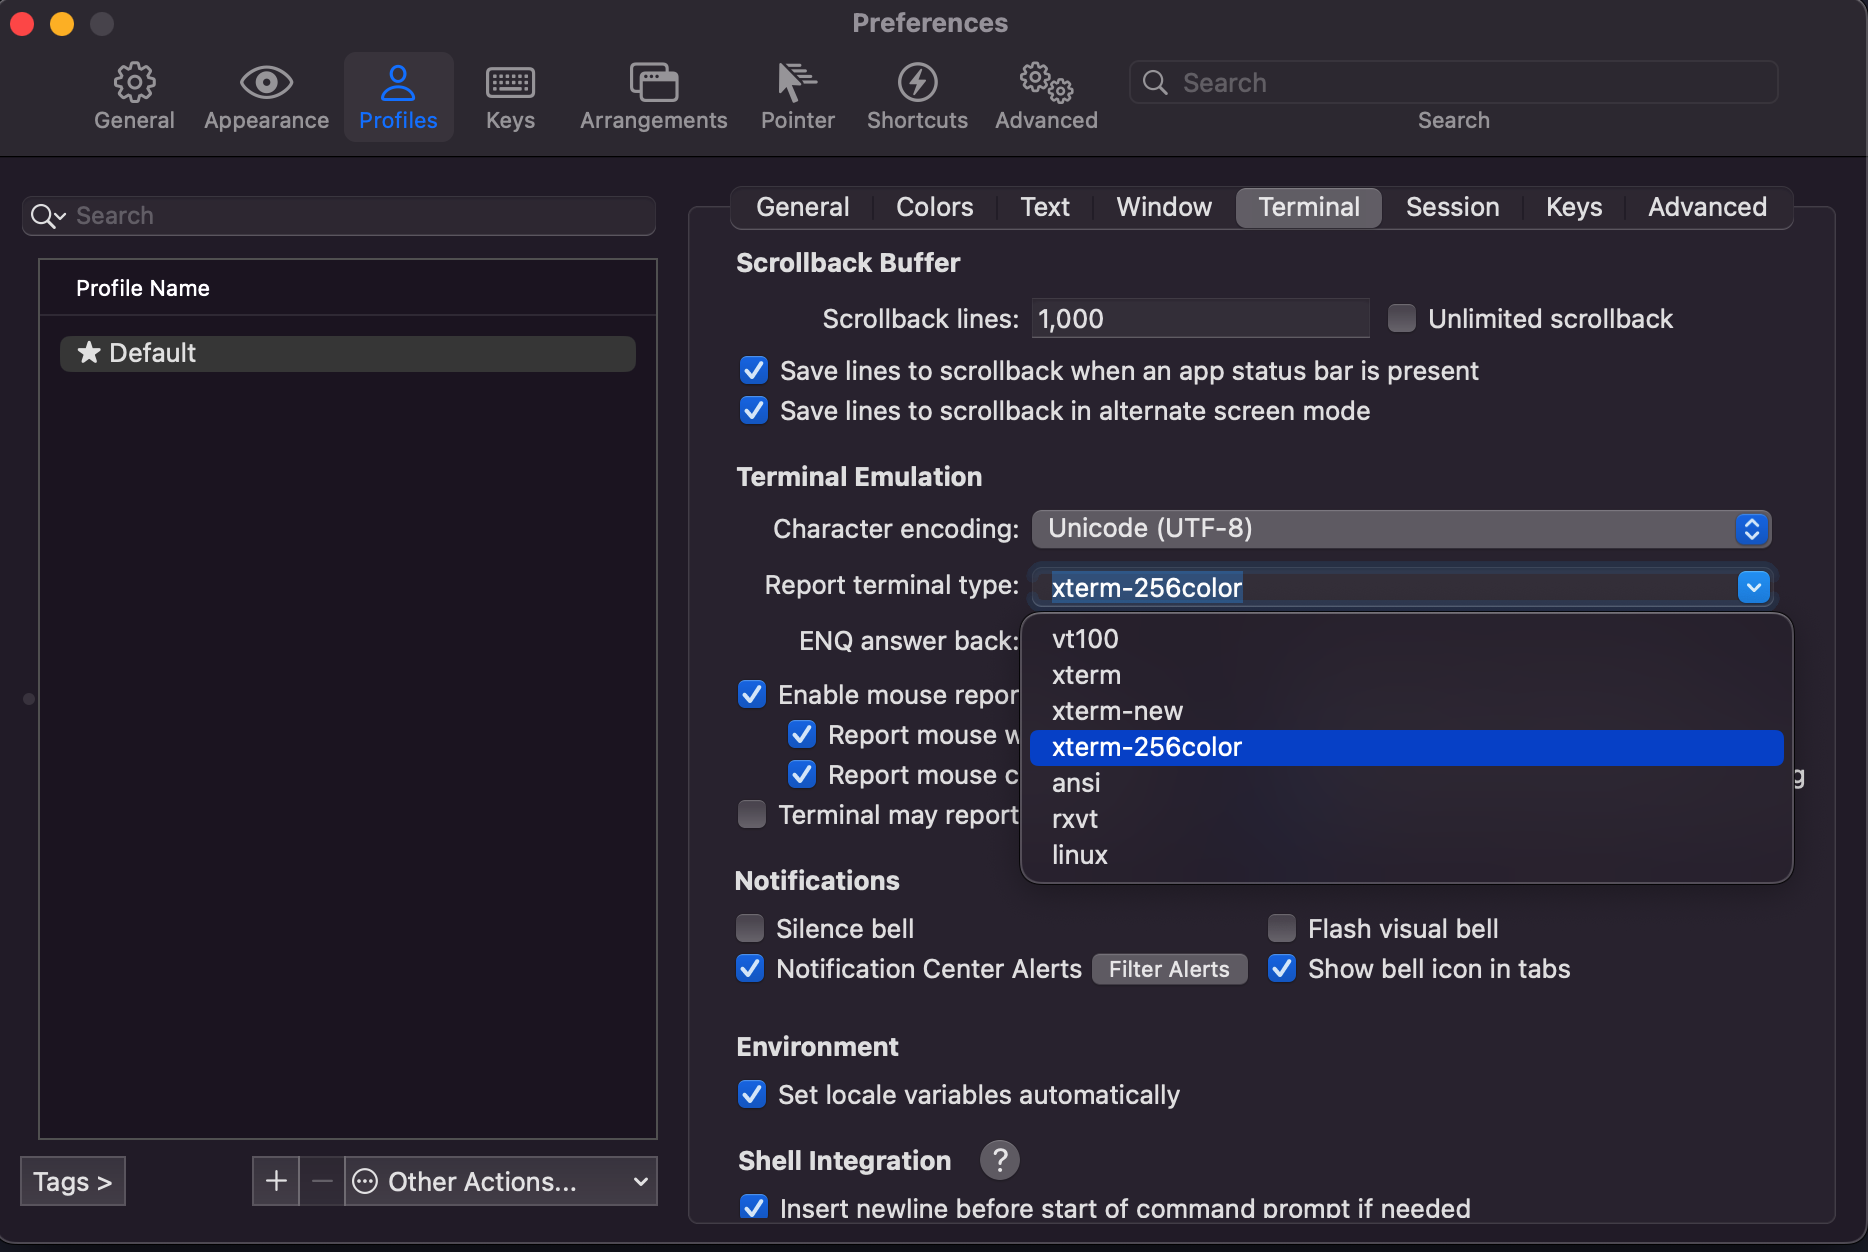 Preferences
General
Appearance
Profiles
Keys
Arrangements
Pointer
Shortcuts
Advanced
Search
Search
Search
Profile Name
Default
Tags >
Other Actions...
General
Colors
Text
Window
Terminal
Session
Keys
Advanced
Scrollback Buffer
Scrollback lines: 1,000
Unlimited scrollback
Save lines to scrollback when an app status bar is present
Save lines to scrollback in alternate screen mode
Terminal Emulation
Character encoding: Unicode (UTF-8)
Report terminal type: xterm-256color
ENQ answer back:
vt100
xterm
xterm-new
xterm-256color
ansi
rxvt
linux
Enable mouse repor
Report mouse w
Report mouse c
g
Terminal may report
Notifications
Silence bell
Flash visual bell
Notification Center Alerts
Filter Alerts
Show bell icon in tabs
Environment
Set locale variables automatically
Shell Integration ?
Insert newline before start of command prompt if needed